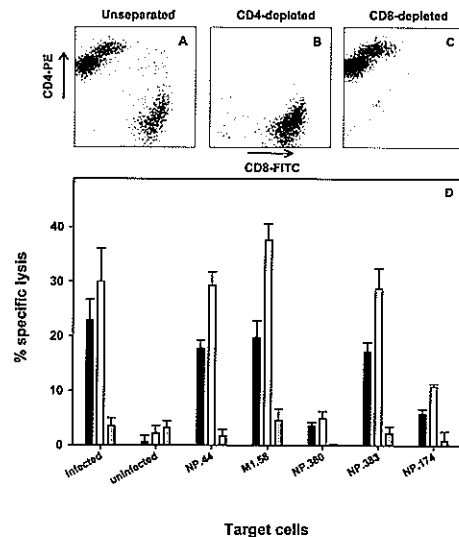 Unseparated CD4-depleted CD8-depleted
A B C
CD4-PE
CD8-FITC
D
% specific lysis
40
30
20
10
0
infected uninfected NP.44 M1.58 NP.380 NP.383 NP.174
Target cells